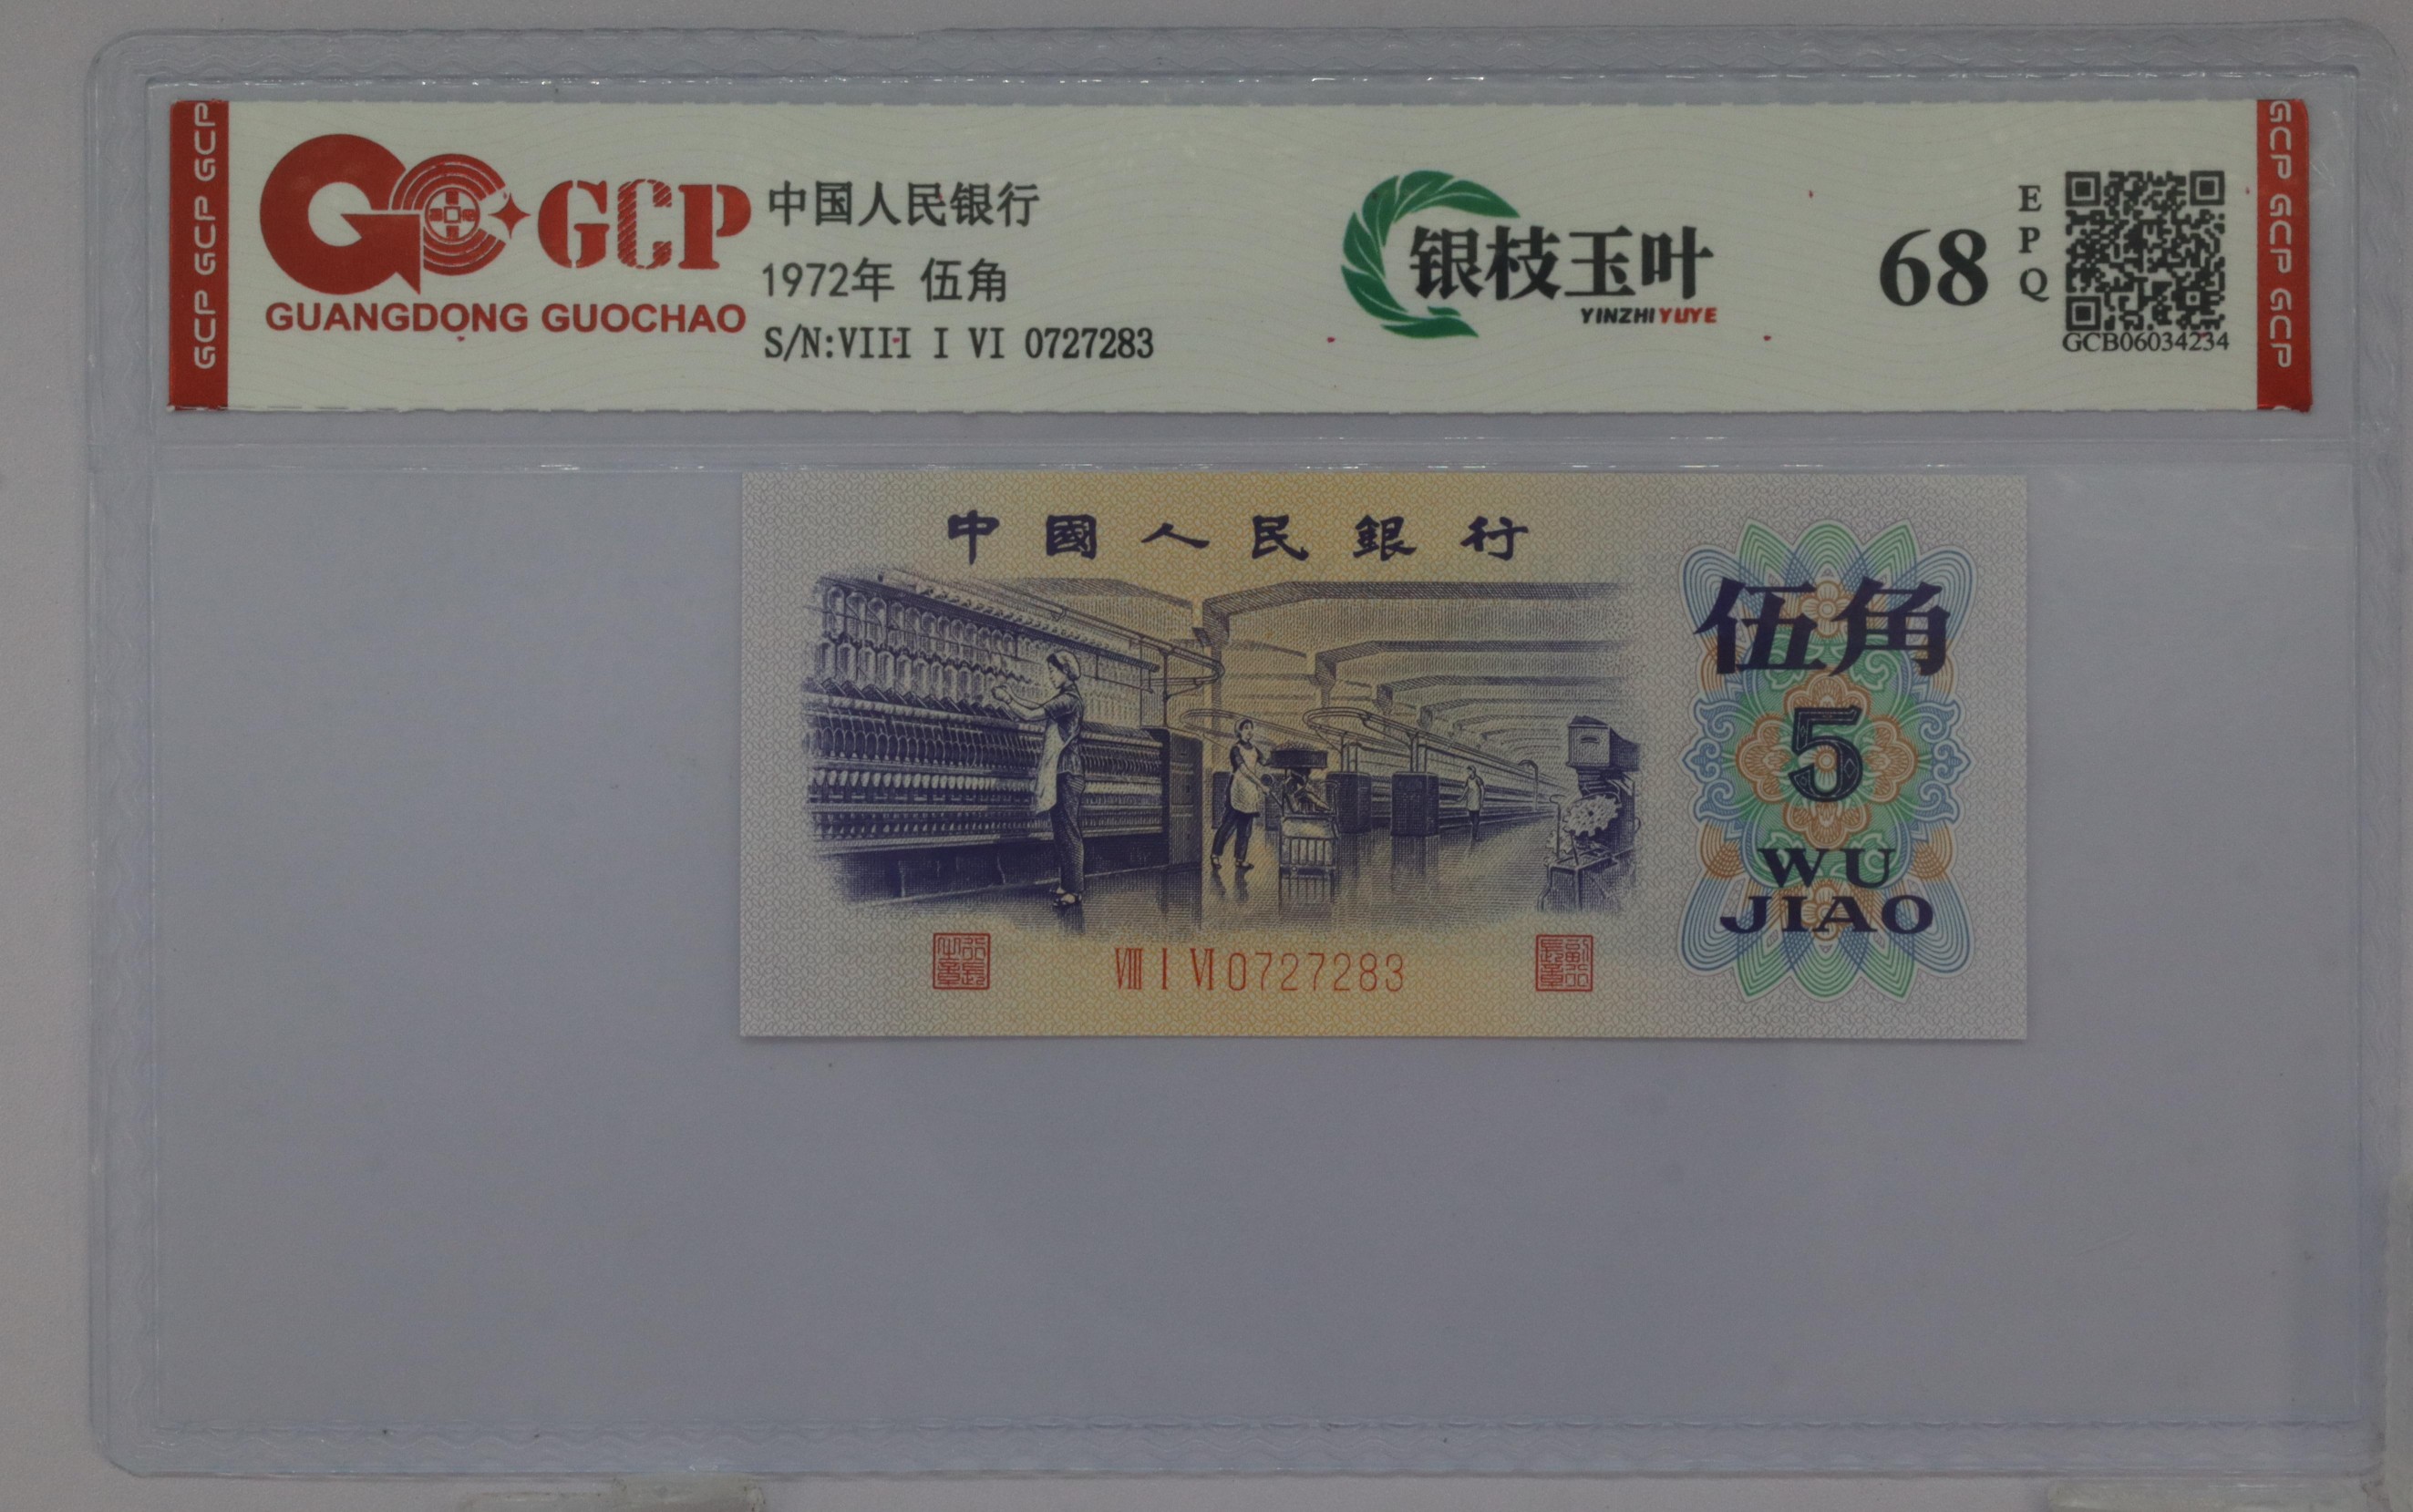 GCP GCP GCP
GCP
GUANGDONG GUOCHAO
中国人民银行
1972年 伍角
S/N:VIII I VI 0727283
银枝玉叶
YINZHIYUYE
68
EPQ
GCB06034234
GCP GCP GCP
中國人民銀行
伍角
5
WU
JIAO
VIII I VI 0727283